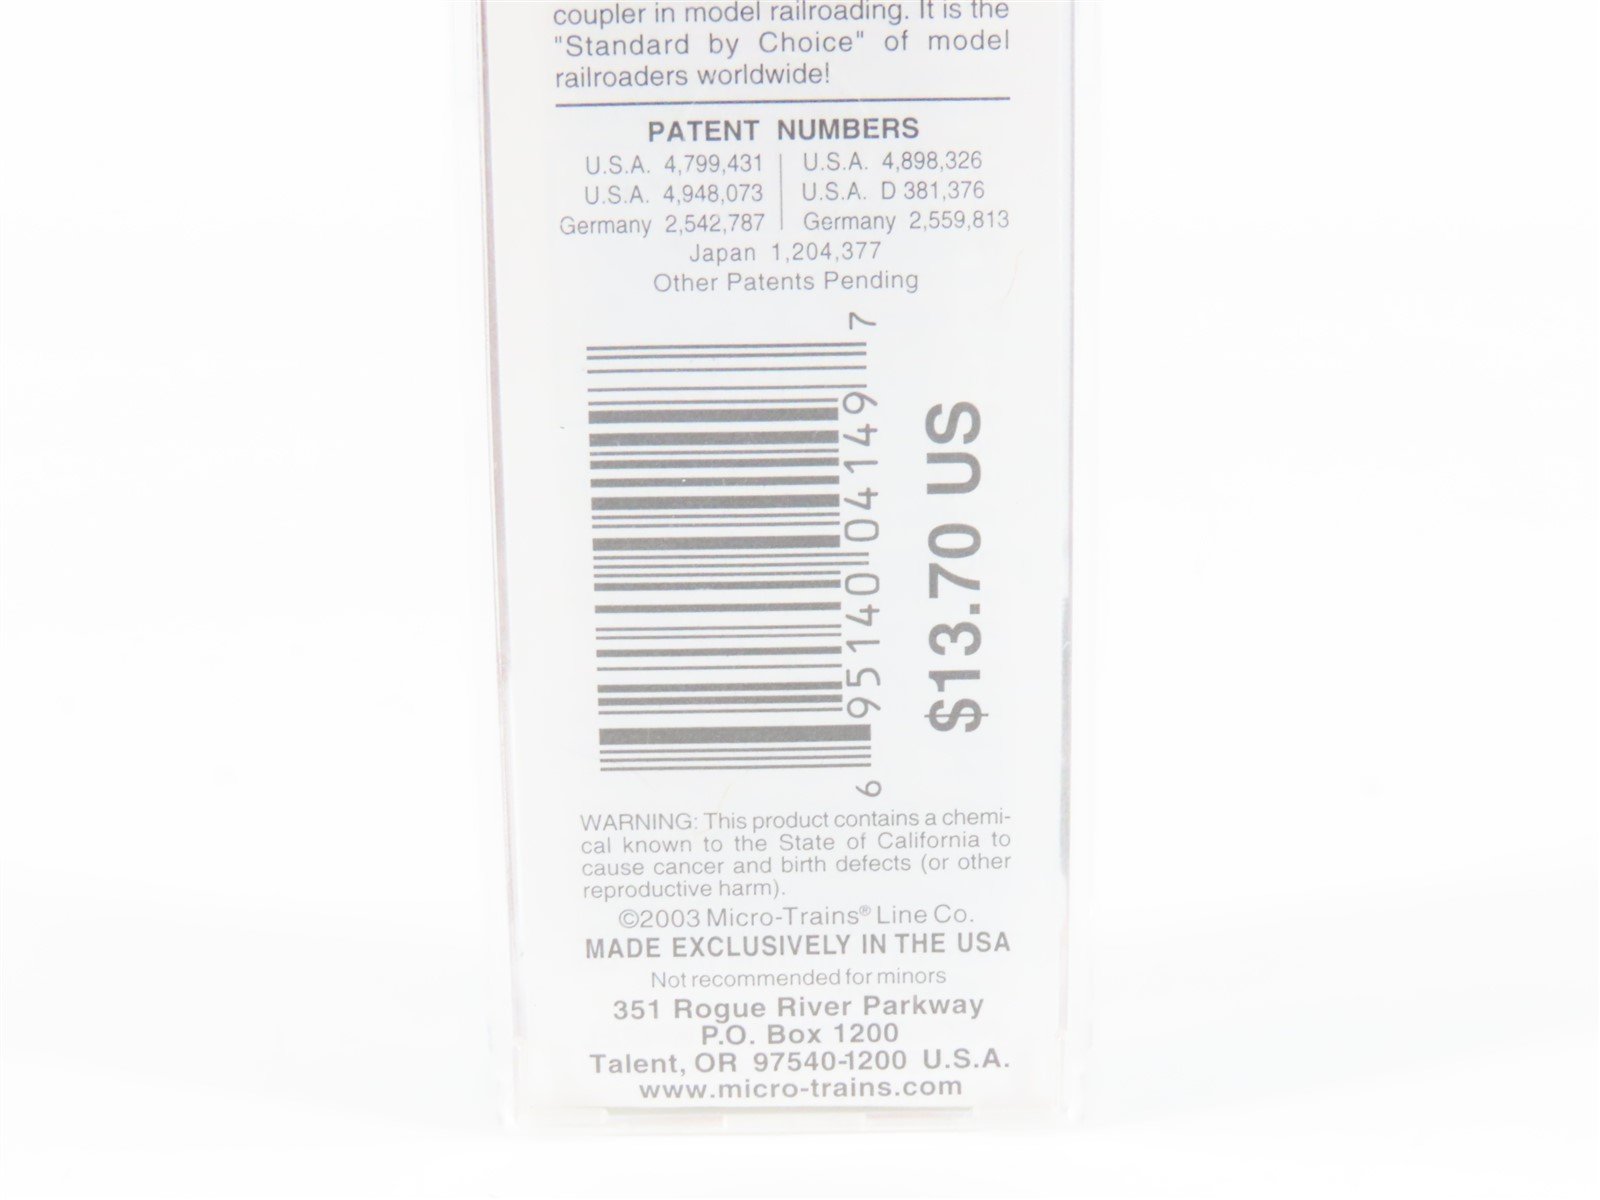 coupler in model railroading. It is the
"Standard by Choice" of model
railroaders worldwide!
PATENT NUMBERS
U.S.A. 4,799,431 | U.S.A. 4,898,326
U.S.A. 4,948,073 | U.S.A. D 381,376
Germany 2,542,787 | Germany 2,559,813
Japan 1,204,377
Other Patents Pending
6 95140 04149 7
$13.70 US
WARNING: This product contains a chemi-
cal known to the State of California to
cause cancer and birth defects (or other
reproductive harm).
©2003 Micro-Trains® Line Co.
MADE EXCLUSIVELY IN THE USA
Not recommended for minors
351 Rogue River Parkway
P.O. Box 1200
Talent, OR 97540-1200 U.S.A.
www.micro-trains.com